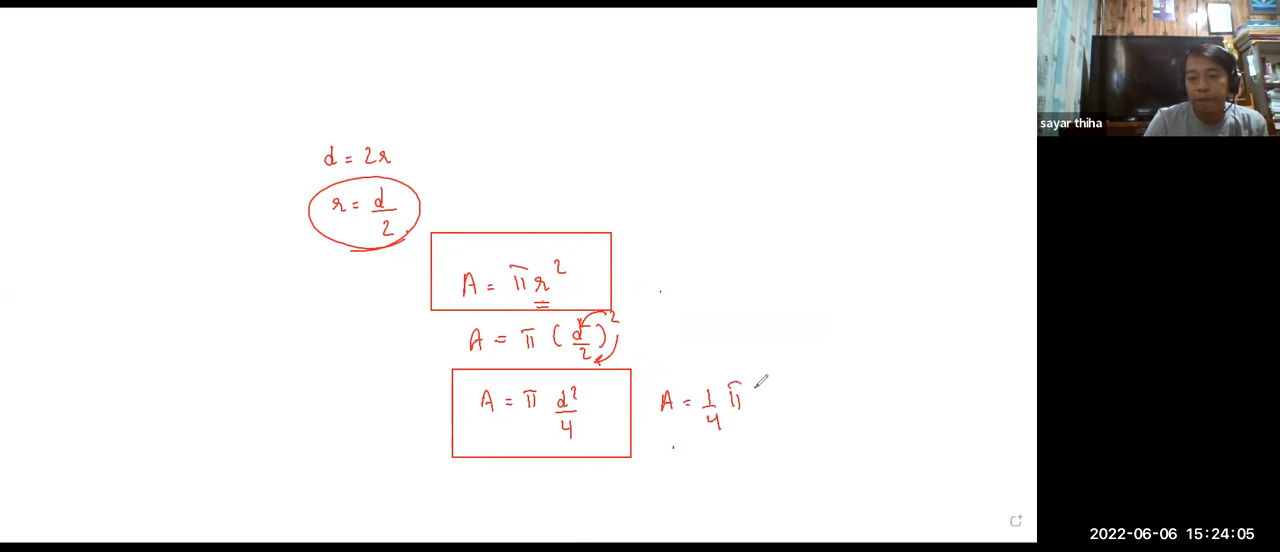 d = 2r
r = d/2
A = πr²
A = π (d/2)²
A = π d²/4
A = 1/4 π
sayar thiha
2022-06-06 15:24:05